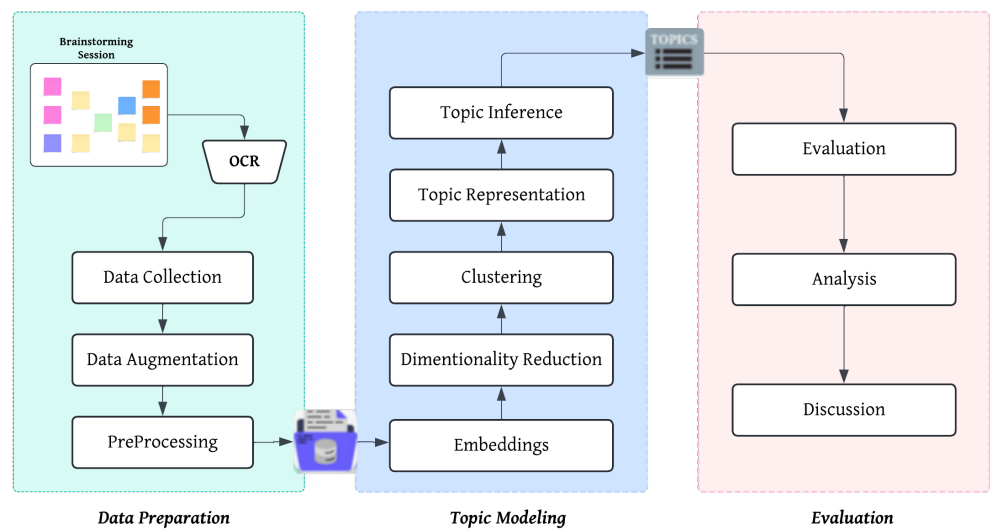 Brainstorming
Session
OCR
Data Collection
Data Augmentation
PreProcessing
Data Preparation
Topic Inference
Topic Representation
Clustering
Dimentionality Reduction
Embeddings
Topic Modeling
TOPICS
Evaluation
Analysis
Discussion
Evaluation